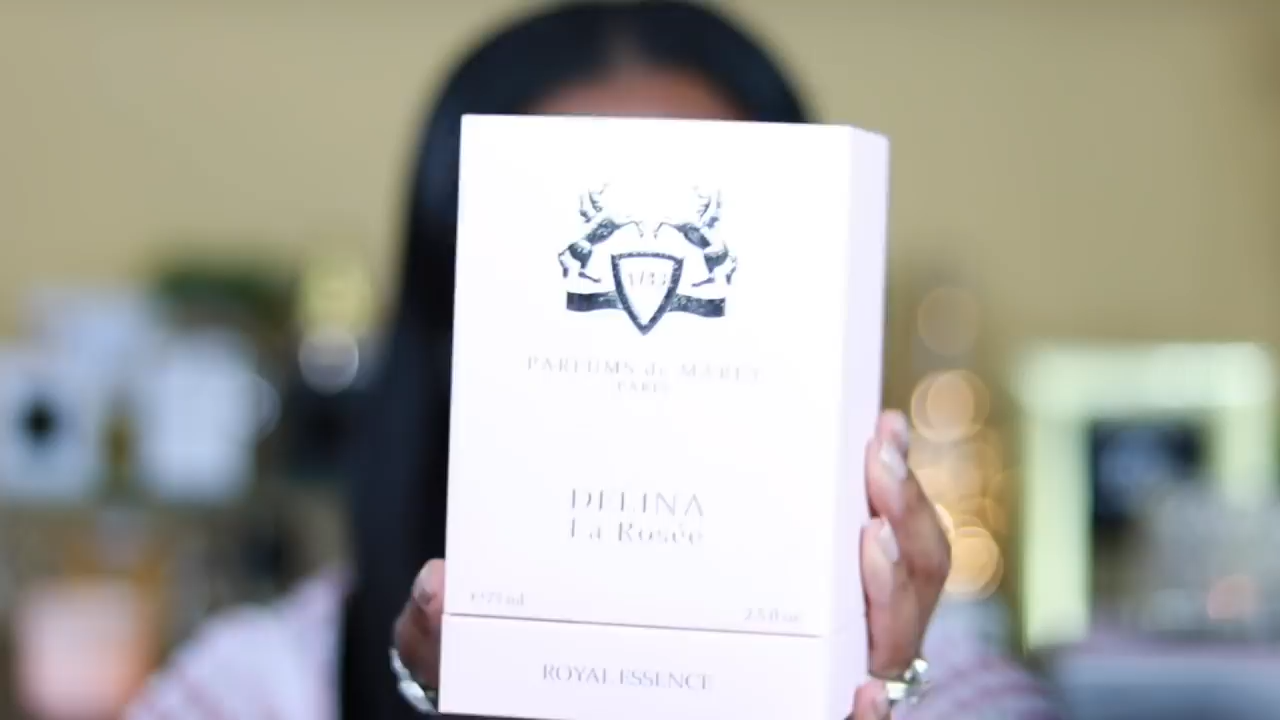 PARFUMS de MARLY
PARIS
DELINA
La Rosée
75 ml
2.5 fl oz
ROYAL ESSENCE